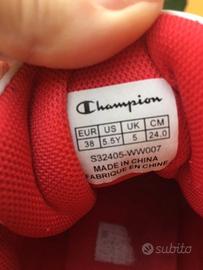 Champion
EUR US UK CM
38 5.5Y 5 24.0
S32405-WW007
MADE IN CHINA
FABRIQUE EN CHINE
subito